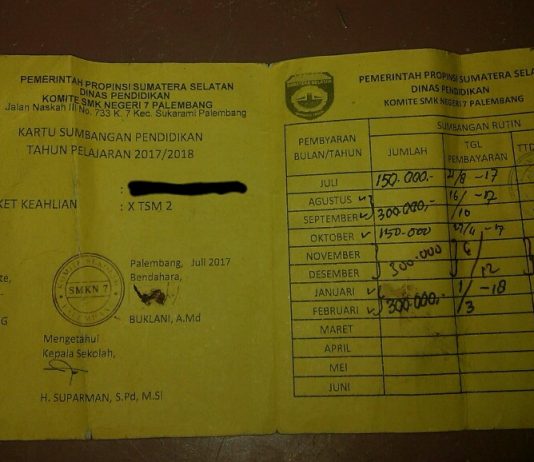 PEMERINTAH PROPINSI SUMATERA SELATAN
DINAS PENDIDIKAN
KOMITE SMK NEGERI 7 PALEMBANG
Jalan Naskah III No. 733 K. 7 Kec. Sukarami Palembang
KARTU SUMBANGAN PENDIDIKAN
TAHUN PELAJARAN 2017/2018
:
KET KEAHLIAN : X TSM 2
Palembang, Juli 2017
Bendahara,
SMKN 7
BUKLANI, A.Md
Mengetahui
Kepala Sekolah,
H. SUPARMAN, S.Pd, M.SI
PEMERINTAH PROPINSI SUMATERA SELA
DINAS PENDIDIKAN
KOMITE SMK NEGERI 7 PALEMBANG
SUMBANGAN RUTIN
PEMBYARAN BULAN/TAHUN JUMLAH TGL PEMBAYARAN TTD
JULI 150.000.- -17
AGUSTUS 16/ -17
SEPTEMBER 300.000,- 10
OKTOBER 150.000 -17
NOVEMBER 6
DESEMBER 300.000 12
JANUARI 1/ -18
FEBRUARI 300.000,- 3
MARET
APRIL
MEI
JUNI